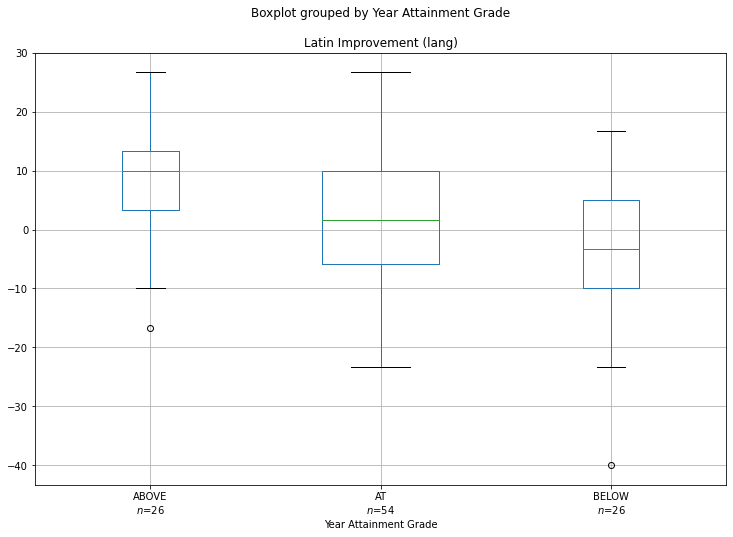 Boxplot grouped by Year Attainment Grade
Latin Improvement (lang)
30
20
10
0
−10
−20
−30
−40
ABOVE
n=26
AT
n=54
BELOW
n=26
Year Attainment Grade